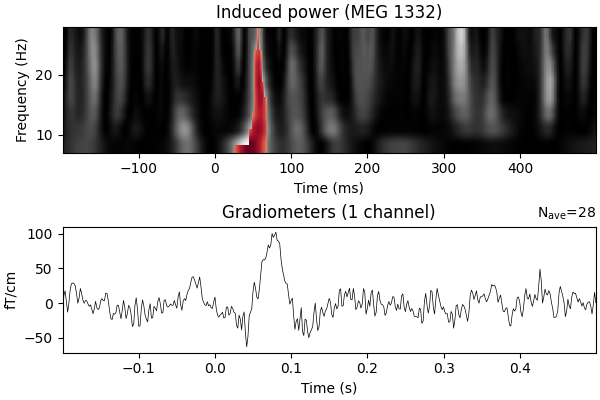 Induced power (MEG 1332)
Frequency (Hz)
20
10
−100
0
100
200
300
400
Time (ms)
Gradiometers (1 channel)
Nave=28
fT/cm
100
50
0
−50
−0.1
0.0
0.1
0.2
0.3
0.4
Time (s)